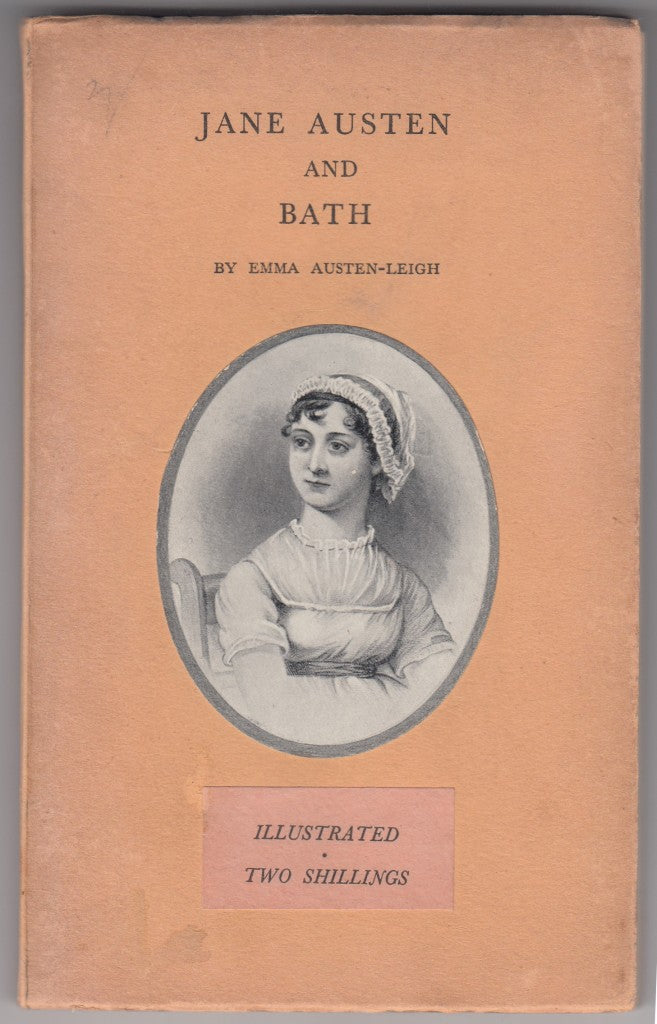 JANE AUSTEN
AND
BATH
BY EMMA AUSTEN-LEIGH
ILLUSTRATED
•
TWO SHILLINGS